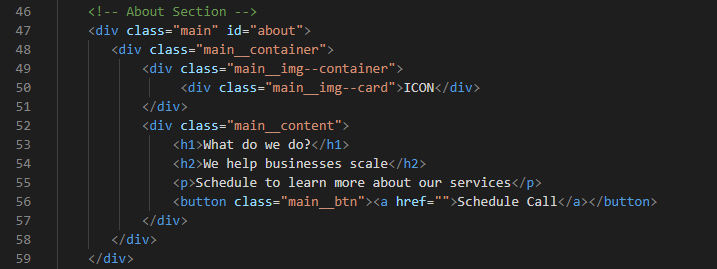 46 <!-- About Section -->
47 <div class="main" id="about">
48 <div class="main__container">
49 <div class="main__img--container">
50 <div class="main__img--card">ICON</div>
51 </div>
52 <div class="main__content">
53 <h1>What do we do?</h1>
54 <h2>We help businesses scale</h2>
55 <p>Schedule to learn more about our services</p>
56 <button class="main__btn"><a href="">Schedule Call</a></button>
57 </div>
58 </div>
59 </div>